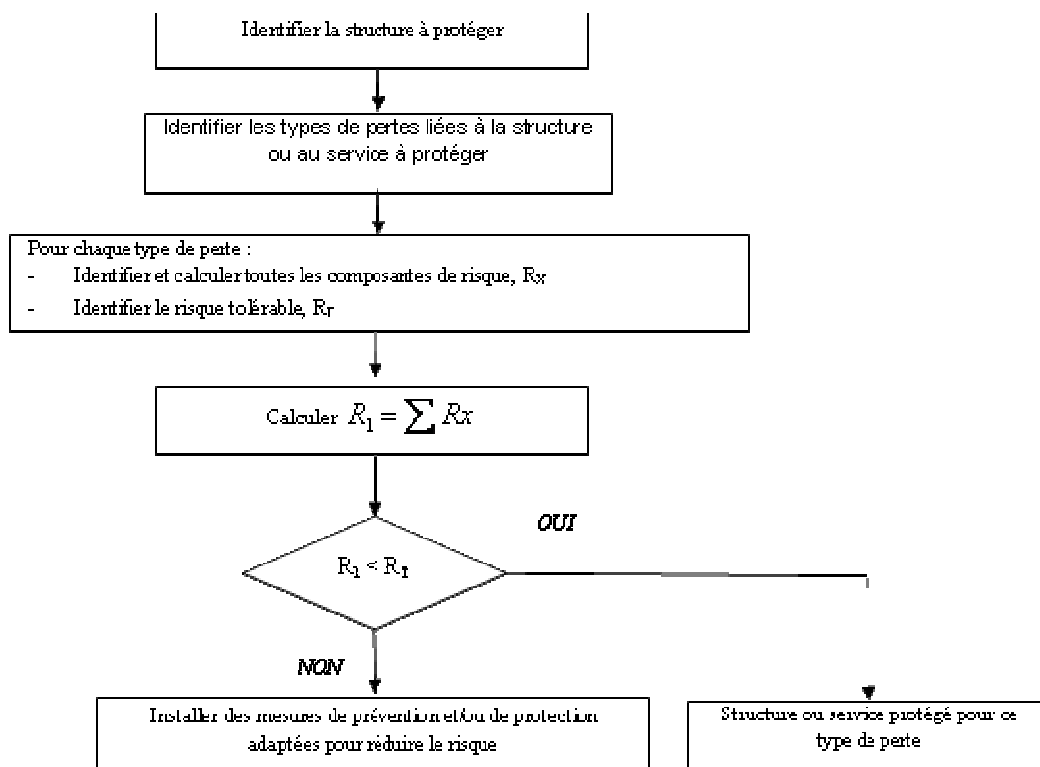 Identifier la structure à protéger
Identifier les types de pertes liées à la structure
ou au service à protéger
Pour chaque type de perte :
- Identifier et calculer toutes les composantes de risque, Rx
- Identifier le risque tolérable, RT
Calculer R1 = ∑ Rx
OUI
R1 < RT
NON
Installer des mesures de prévention et/ou de protection
adaptées pour réduire le risque
Structure ou service protégé pour ce
type de perte